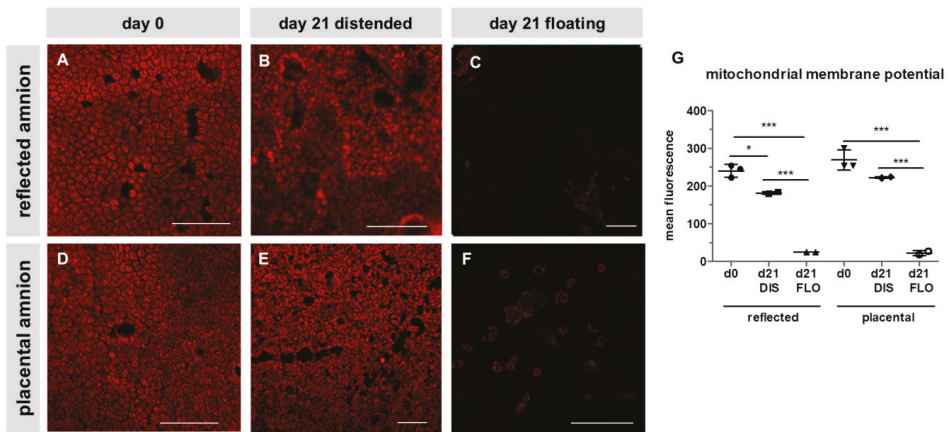 day 0
day 21 distended
day 21 floating
reflected amnion
placental amnion
A
B
C
D
E
F
G
mitochondrial membrane potential
mean fluorescence
400
300
200
100
0
***
*
***
***
***
d0
d21
DIS
d21
FLO
d0
d21
DIS
d21
FLO
reflected
placental